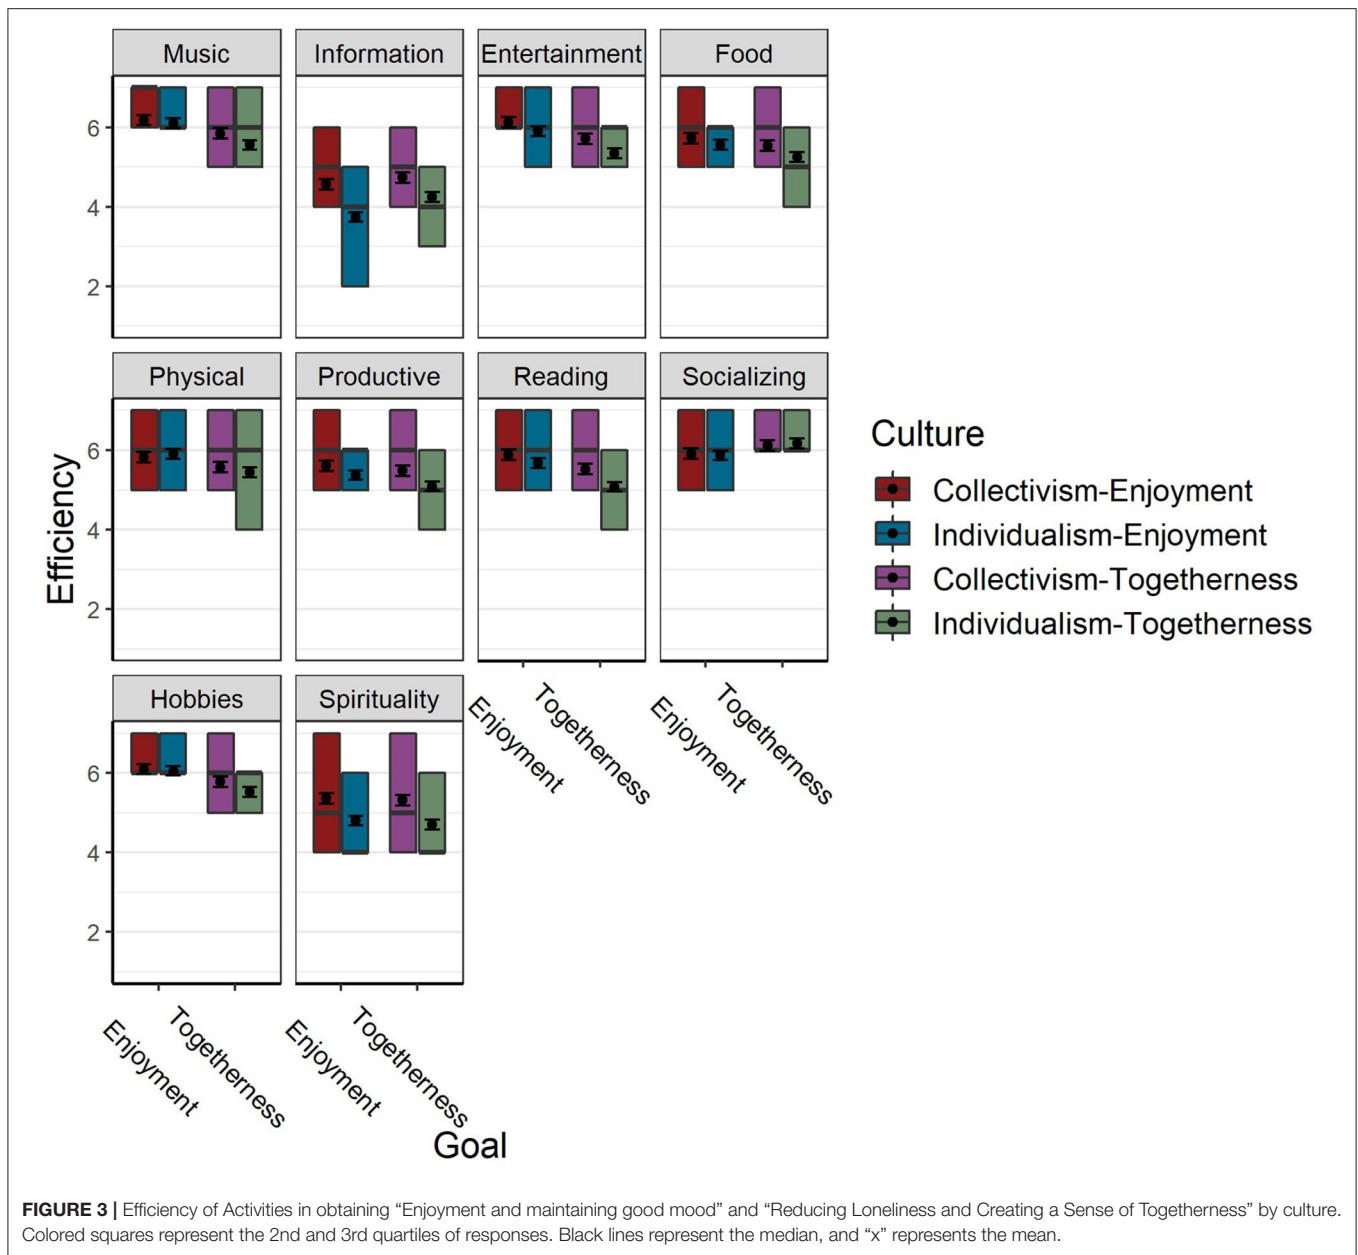 Music
Information
Entertainment
Food
6
4
2
Physical
Productive
Reading
Socializing
6
4
2
Efficiency
Culture
Collectivism-Enjoyment
Individualism-Enjoyment
Collectivism-Togetherness
Individualism-Togetherness
Hobbies
Spirituality
Enjoyment
Togetherness
Enjoyment
Togetherness
6
4
2
Enjoyment
Togetherness
Enjoyment
Togetherness
Goal
FIGURE 3 | Efficiency of Activities in obtaining “Enjoyment and maintaining good mood” and “Reducing Loneliness and Creating a Sense of Togetherness” by culture.
Colored squares represent the 2nd and 3rd quartiles of responses. Black lines represent the median, and “x” represents the mean.